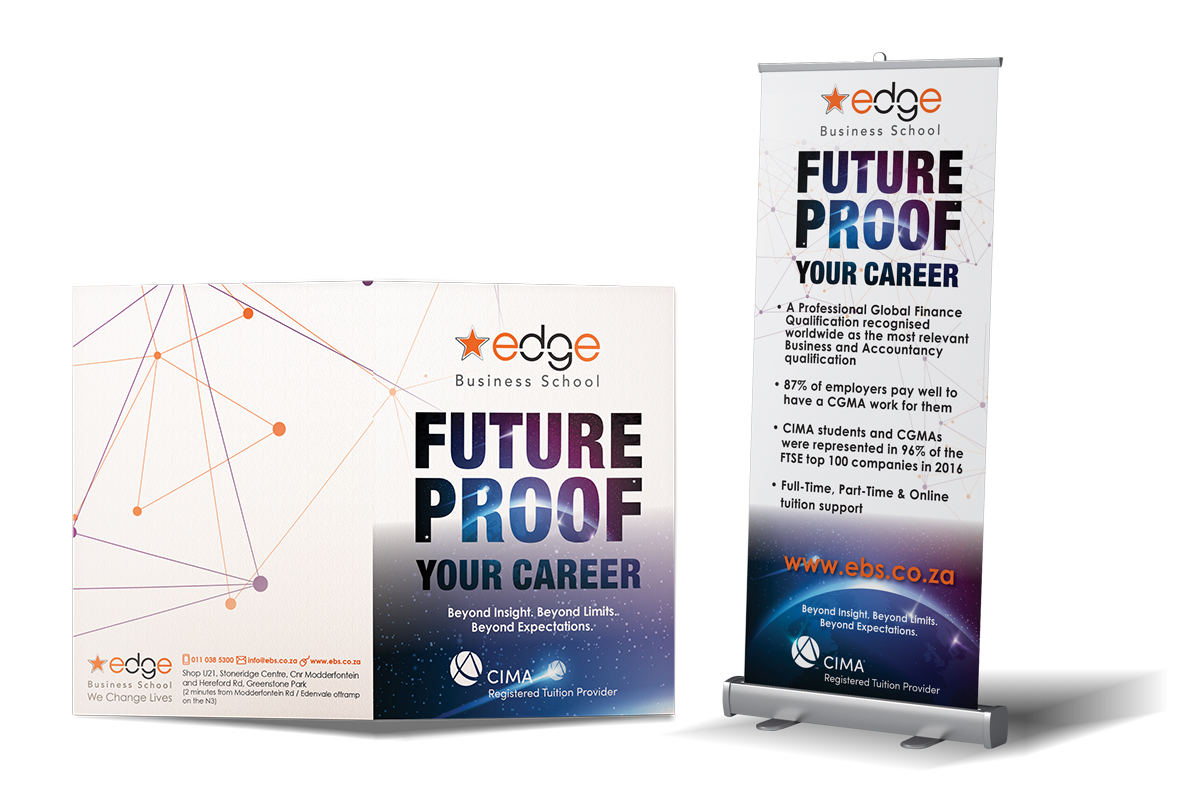 edge
Business School
FUTURE
PROOF
YOUR CAREER
Beyond Insight. Beyond Limits.
Beyond Expectations.
CIMA
Registered Tuition Provider
edge
Business School
We Change Lives
011 038 5300 info@ebs.co.za www.ebs.co.za
Shop U21, Stoneridge Centre, Cnr Modderfontein
and Hereford Rd, Greenstone Park
(2 minutes from Modderfontein Rd / Edenvale offramp
on the N3)
edge
Business School
FUTURE
PROOF
YOUR CAREER
• A Professional Global Finance
Qualification recognised
worldwide as the most relevant
Business and Accountancy
qualification
• 87% of employers pay well to
have a CGMA work for them
• CIMA students and CGMAs
were represented in 96% of the
FTSE top 100 companies in 2016
• Full-Time, Part-Time & Online
tuition support
www.ebs.co.za
Beyond Insight. Beyond Limits.
Beyond Expectations.
CIMA
Registered Tuition Provider